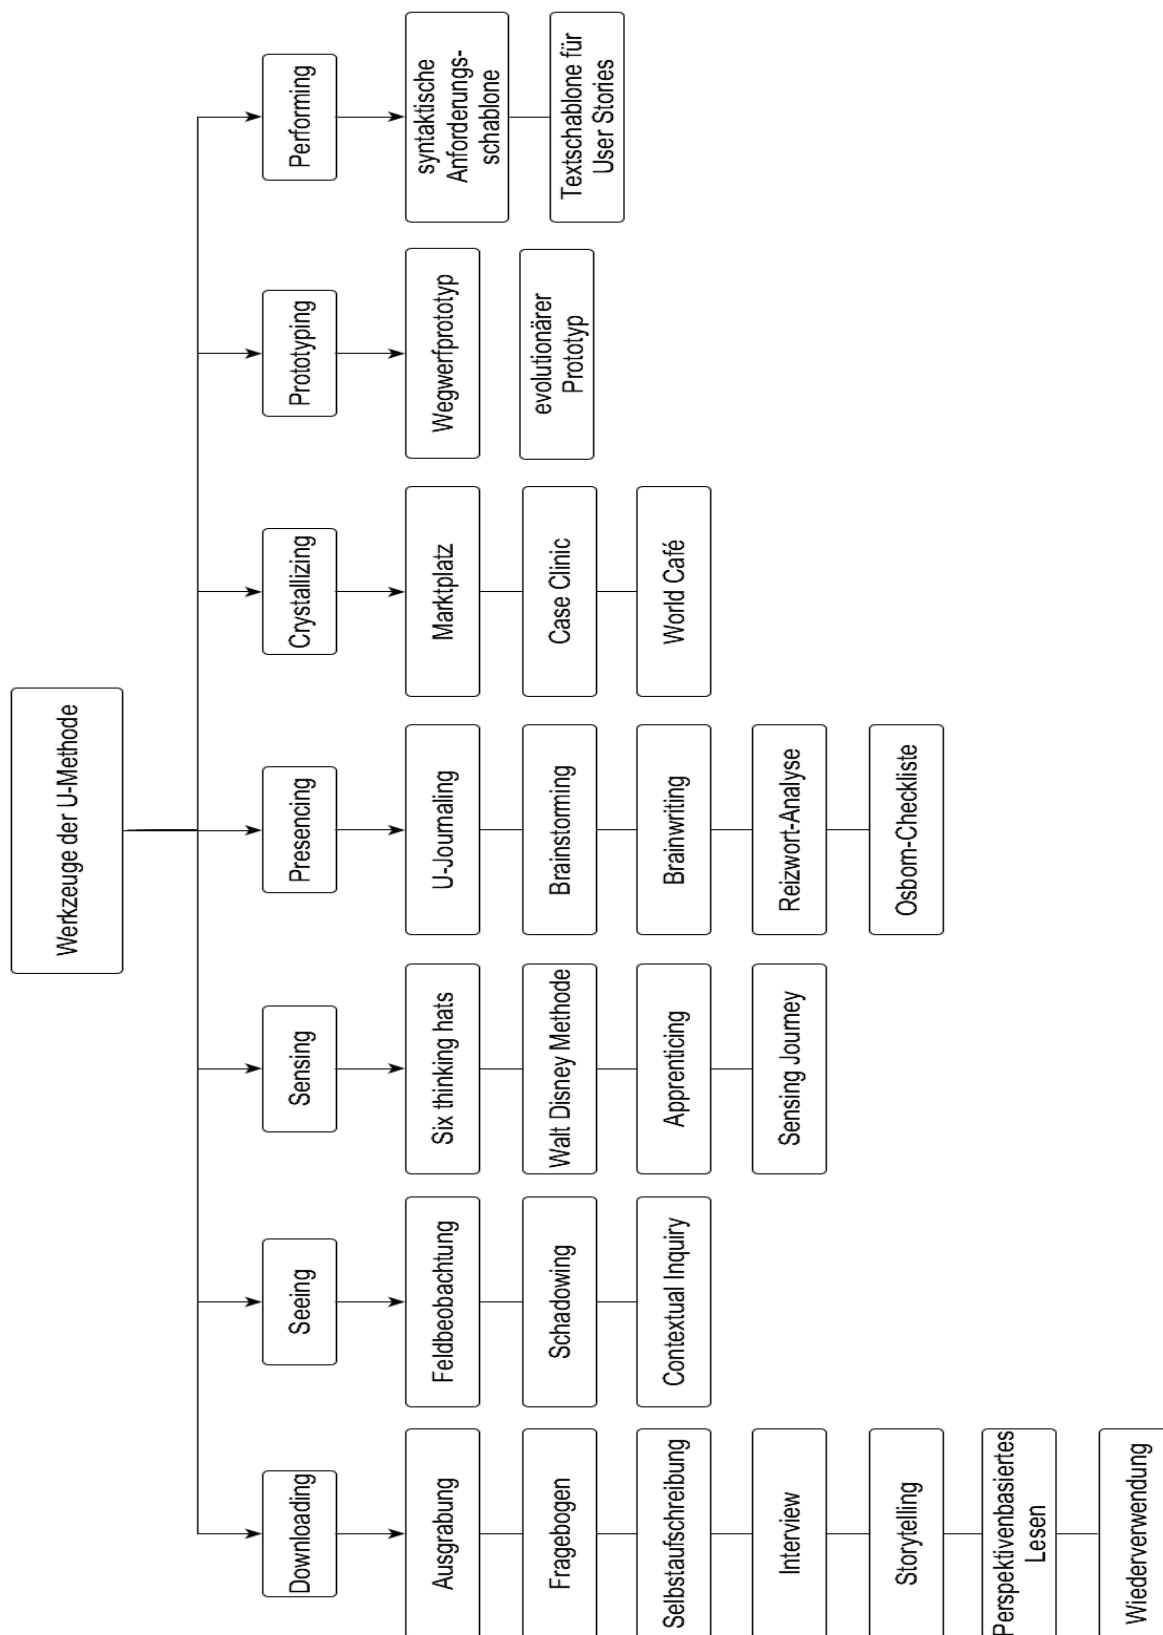 Werkzeuge der U-Methode
Downloading
Ausgrabung
Fragebogen
Selbstaufschreibung
Interview
Storytelling
Perspektivenbasiertes
Lesen
Wiederverwendung
Seeing
Feldbeobachtung
Schadowing
Contextual Inquiry
Sensing
Six thinking hats
Walt Disney Methode
Apprenticing
Sensing Journey
Presencing
U-Journaling
Brainstorming
Brainwriting
Reizwort-Analyse
Osborn-Checkliste
Crystallizing
Marktplatz
Case Clinic
World Café
Prototyping
Wegwerfprototyp
evolutionärer
Prototyp
Performing
syntaktische
Anforderungs-
schablone
Textschablone für
User Stories